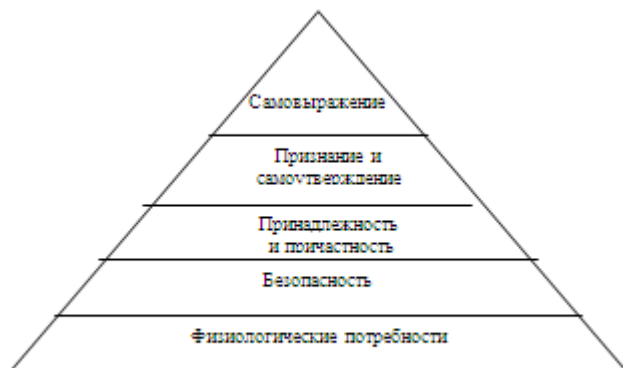 Самовыражение
Признание и
самоутверждение
Принадлежность
и причастность
Безопасность
Физиологические потребности